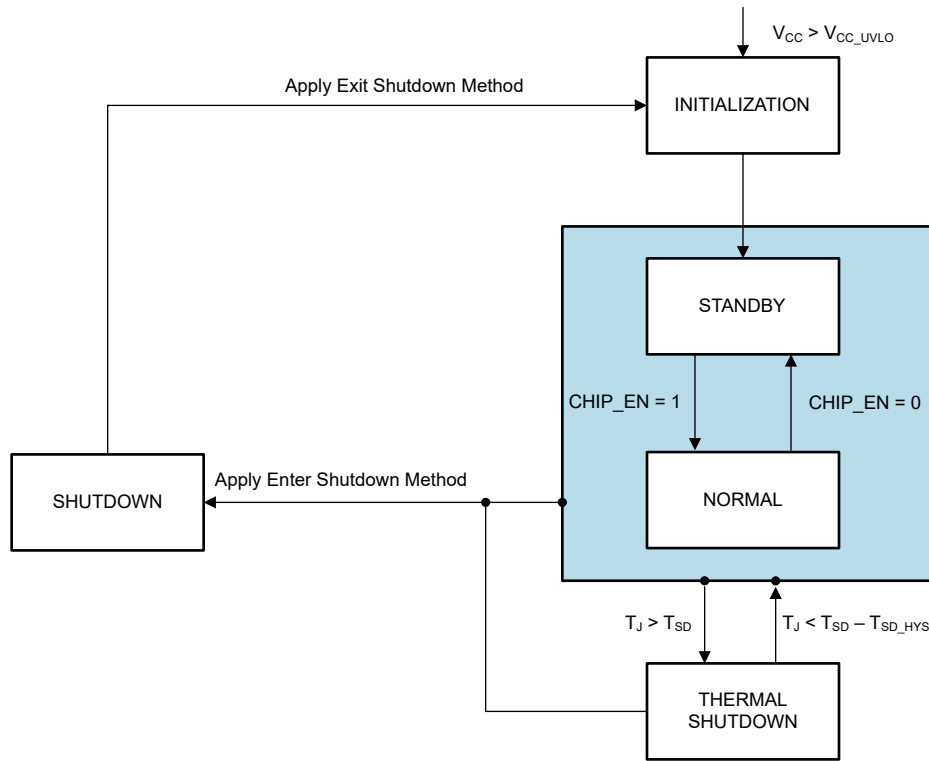 V_CC > V_CC_UVLO
Apply Exit Shutdown Method
INITIALIZATION
STANDBY
CHIP_EN = 1
CHIP_EN = 0
Apply Enter Shutdown Method
SHUTDOWN
NORMAL
T_J > T_SD
T_J < T_SD – T_SD_HYS
THERMAL
SHUTDOWN